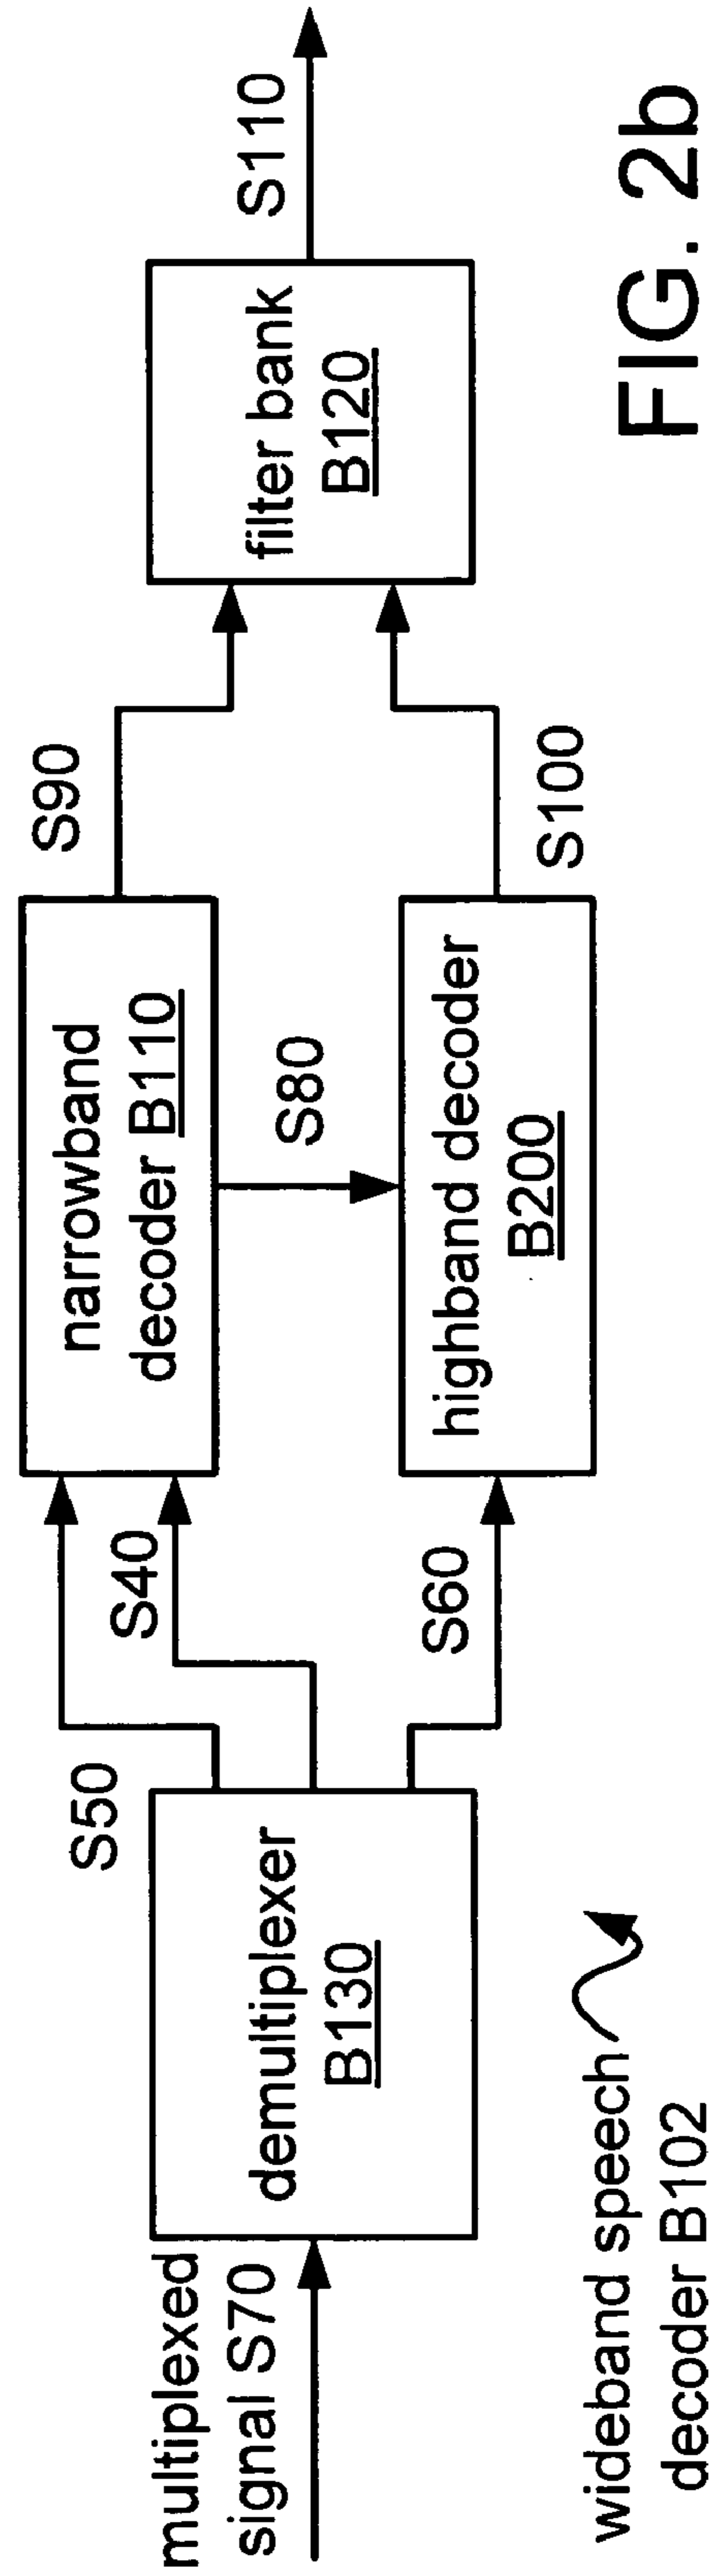 multiplexed
signal S70
demultiplexer
B130
S50
S40
S60
narrowband
decoder B110
S80
highband decoder
B200
S90
S100
filter bank
B120
S110
wideband speech
decoder B102
FIG. 2b